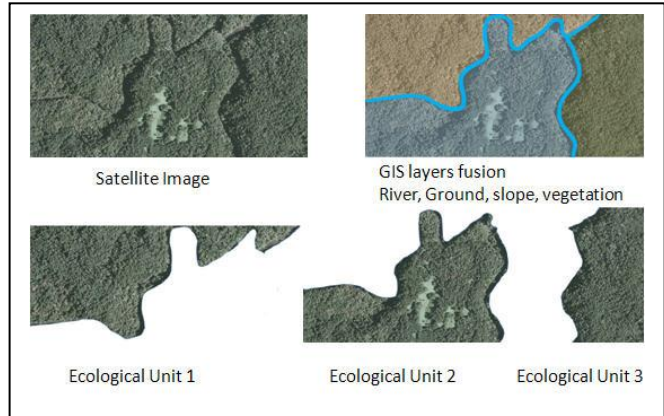 Satellite Image
GIS layers fusion
River, Ground, slope, vegetation
Ecological Unit 1
Ecological Unit 2
Ecological Unit 3